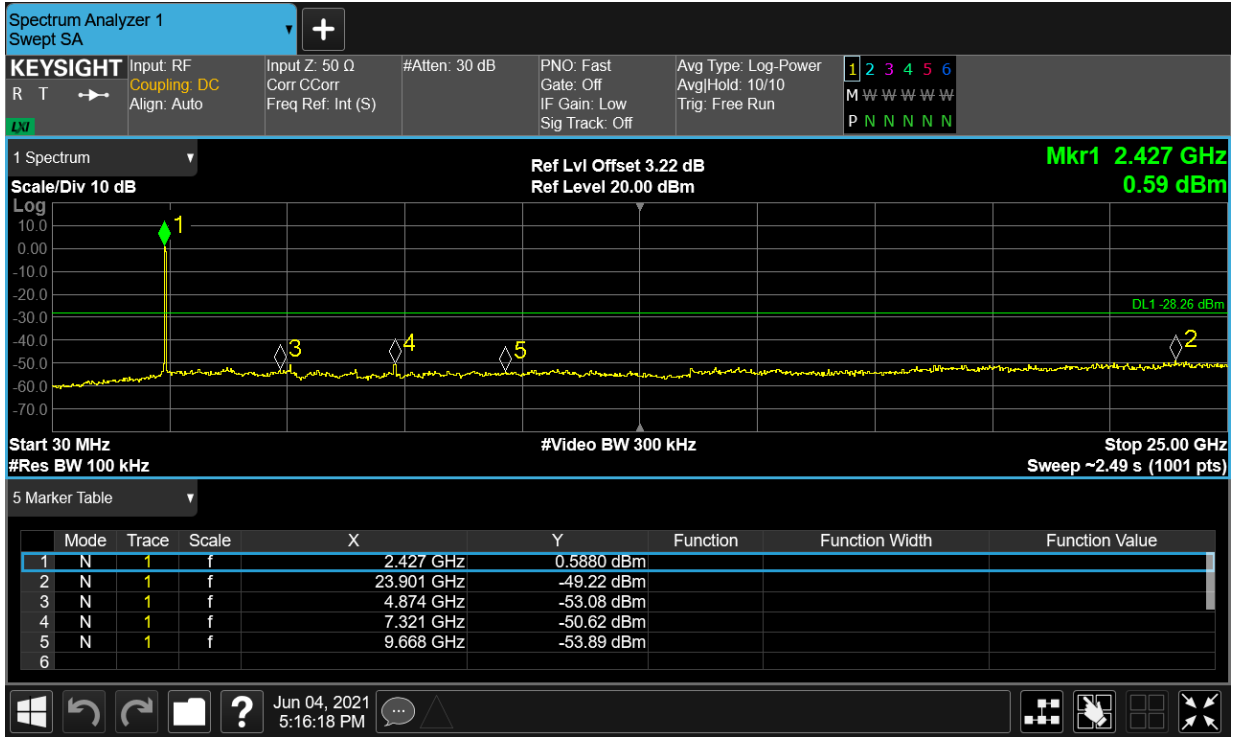 Spectrum Analyzer 1
Swept SA
KEYSIGHT
R T
LXI
Input: RF
Coupling: DC
Align: Auto
Input Z: 50 Ω
Corr CCorr
Freq Ref: Int (S)
#Atten: 30 dB
PNO: Fast
Gate: Off
IF Gain: Low
Sig Track: Off
Avg Type: Log-Power
Avg|Hold: 10/10
Trig: Free Run
1 2 3 4 5 6
M W W W W W
P N N N N N
1 Spectrum
Scale/Div 10 dB
Ref Lvl Offset 3.22 dB
Ref Level 20.00 dBm
Mkr1 2.427 GHz
0.59 dBm
Log
10.0
0.00
-10.0
-20.0
-30.0
-40.0
-50.0
-60.0
-70.0
1
3
4
5
2
DL1 -28.26 dBm
Start 30 MHz
#Video BW 300 kHz
Stop 25.00 GHz
#Res BW 100 kHz
Sweep ~2.49 s (1001 pts)
5 Marker Table
Mode Trace Scale X Y Function Function Width Function Value
1 N 1 f 2.427 GHz 0.5880 dBm
2 N 1 f 23.901 GHz -49.22 dBm
3 N 1 f 4.874 GHz -53.08 dBm
4 N 1 f 7.321 GHz -50.62 dBm
5 N 1 f 9.668 GHz -53.89 dBm
6
?
Jun 04, 2021
5:16:18 PM